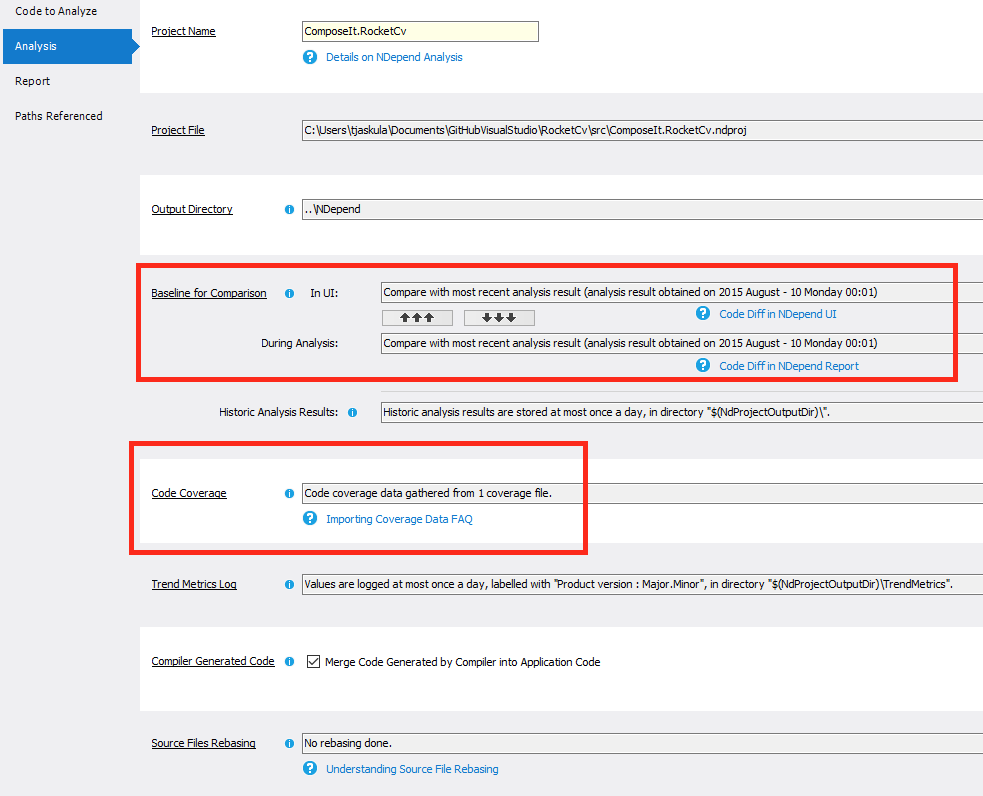 Code to Analyze
Analysis
Report
Paths Referenced
Project Name
ComposeIt.RocketCv
Details on NDepend Analysis
Project File
C:\Users\tjaskula\Documents\GitHubVisualStudio\RocketCv\src\ComposeIt.RocketCv.ndproj
Output Directory
..\NDepend
Baseline for Comparison
In UI:
Compare with most recent analysis result (analysis result obtained on 2015 August - 10 Monday 00:01)
Code Diff in NDepend UI
During Analysis:
Compare with most recent analysis result (analysis result obtained on 2015 August - 10 Monday 00:01)
Code Diff in NDepend Report
Historic Analysis Results:
Historic analysis results are stored at most once a day, in directory "$(NdProjectOutputDir)\".
Code Coverage
Code coverage data gathered from 1 coverage file.
Importing Coverage Data FAQ
Trend Metrics Log
Values are logged at most once a day, labelled with "Product version : Major.Minor", in directory "$(NdProjectOutputDir)\TrendMetrics".
Compiler Generated Code
Merge Code Generated by Compiler into Application Code
Source Files Rebasing
No rebasing done.
Understanding Source File Rebasing